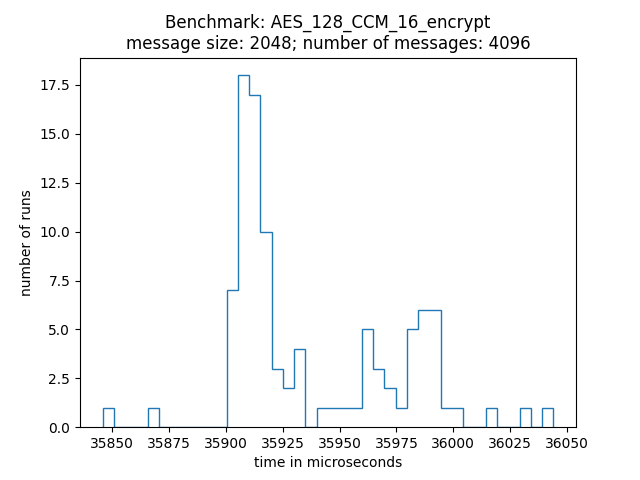 Benchmark: AES_128_CCM_16_encrypt
message size: 2048; number of messages: 4096
number of runs
17.5
15.0
12.5
10.0
7.5
5.0
2.5
0.0
35850 35875 35900 35925 35950 35975 36000 36025 36050
time in microseconds